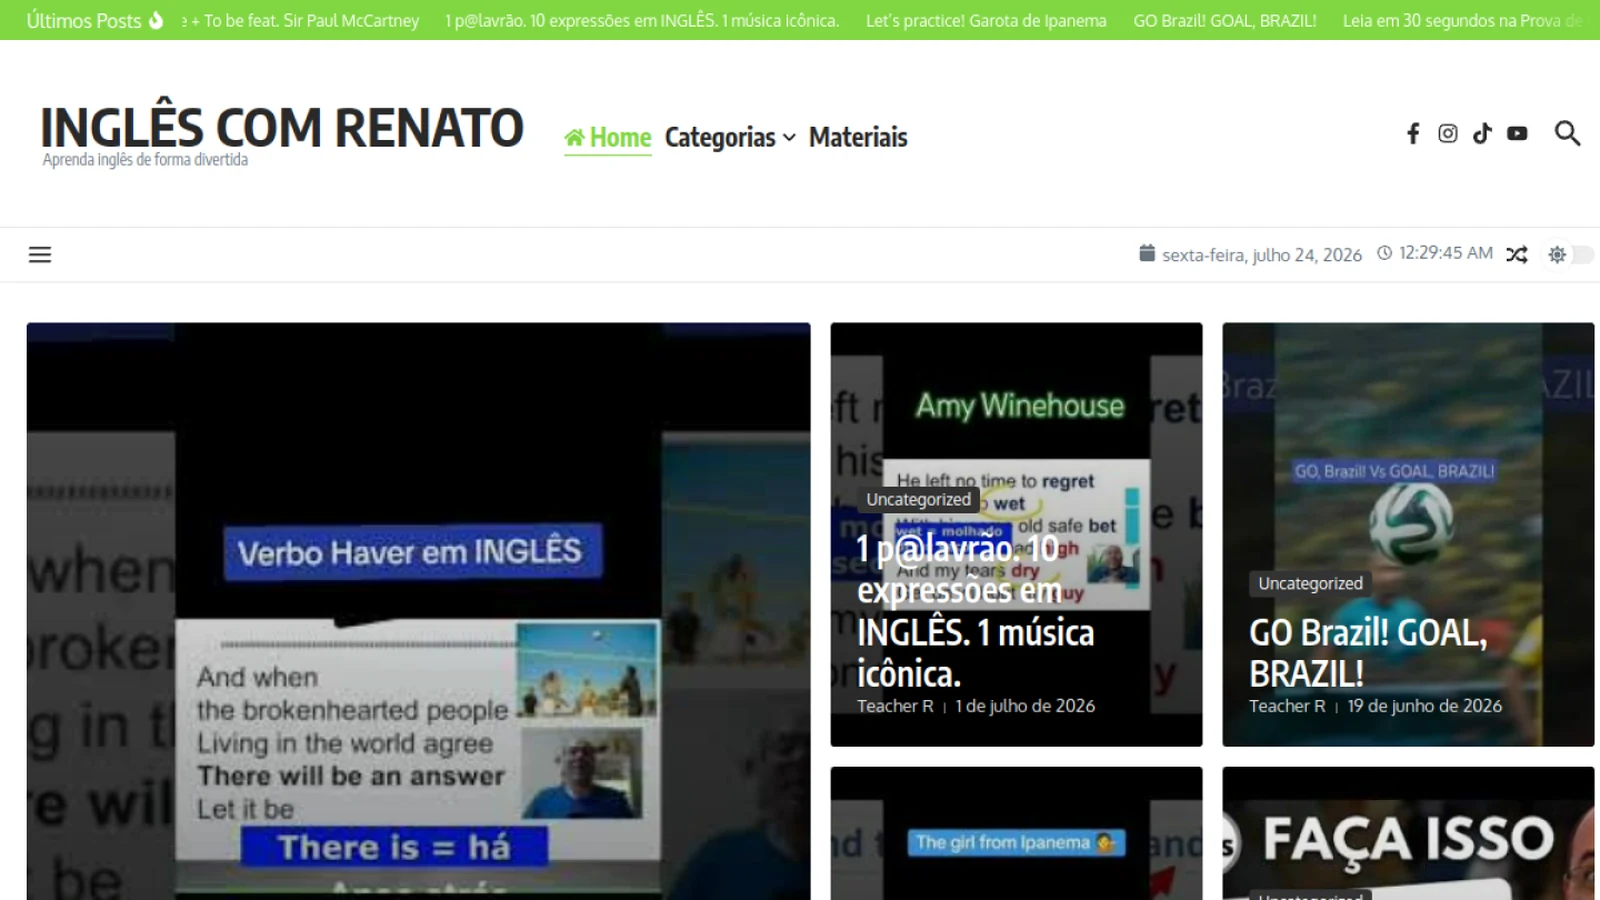 Últimos Posts
e + To be feat. Sir Paul McCartney
1 p@lavrão. 10 expressões em INGLÊS. 1 música icônica.
Let's practice! Garota de Ipanema
GO Brazil! GOAL, BRAZIL!
Leia em 30 segundos na Prova de
INGLÊS COM RENATO
Aprenda inglês de forma divertida
Home
Categorias
Materiais
sexta-feira, julho 24, 2026
12:29:45 AM
Verbo Haver em INGLÊS
And when
the brokenhearted people
Living in the world agree
There will be an answer
Let it be
There is = há
Amy Winehouse
He left no time to regret
wet
wet = molhado
old safe bet
high
And my tears dry
guy
Uncategorized
1 p@lavrão. 10
expressões em
INGLÊS. 1 música
icônica.
Teacher R
1 de julho de 2026
GO, Brazil! Vs GOAL, BRAZIL!
Uncategorized
GO Brazil! GOAL,
BRAZIL!
Teacher R
19 de junho de 2026
The girl from Ipanema
FAÇA ISSO
Uncategorized